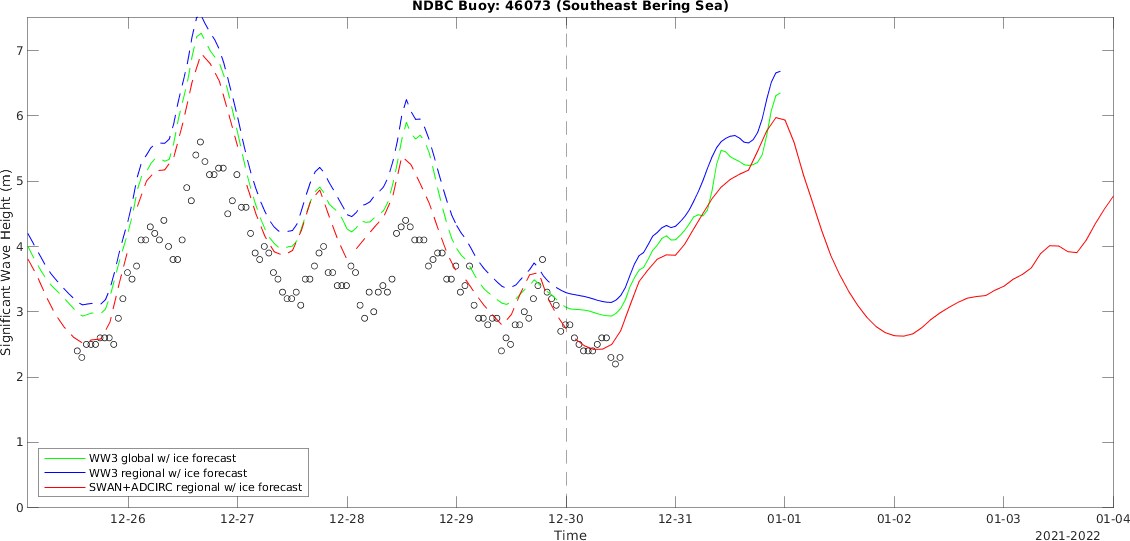 NDBC Buoy: 46073 (Southeast Bering Sea)
Significant Wave Height (m)
7
6
5
4
3
2
1
0
WW3 global w/ ice forecast
WW3 regional w/ ice forecast
SWAN+ADCIRC regional w/ ice forecast
12-26 12-27 12-28 12-29 12-30 12-31 01-01 01-02 01-03 01-04
Time
2021-2022